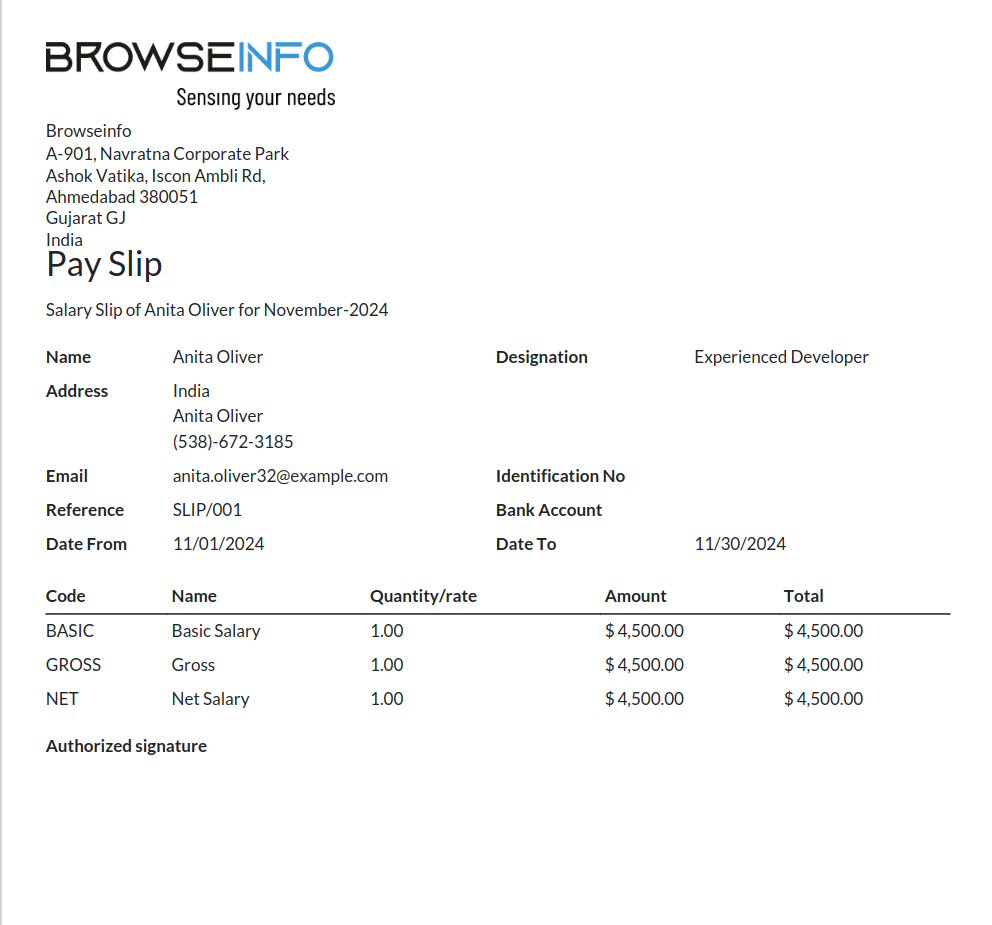 BROWSEINFO
Sensing your needs
Browseinfo
A-901, Navratna Corporate Park
Ashok Vatika, Iscon Ambli Rd,
Ahmedabad 380051
Gujarat GJ
India
Pay Slip
Salary Slip of Anita Oliver for November-2024
Name Anita Oliver Designation Experienced Developer
Address India
Anita Oliver
(538)-672-3185
Email anita.oliver32@example.com Identification No
Reference SLIP/001 Bank Account
Date From 11/01/2024 Date To 11/30/2024
Code Name Quantity/rate Amount Total
BASIC Basic Salary 1.00 $ 4,500.00 $ 4,500.00
GROSS Gross 1.00 $ 4,500.00 $ 4,500.00
NET Net Salary 1.00 $ 4,500.00 $ 4,500.00
Authorized signature